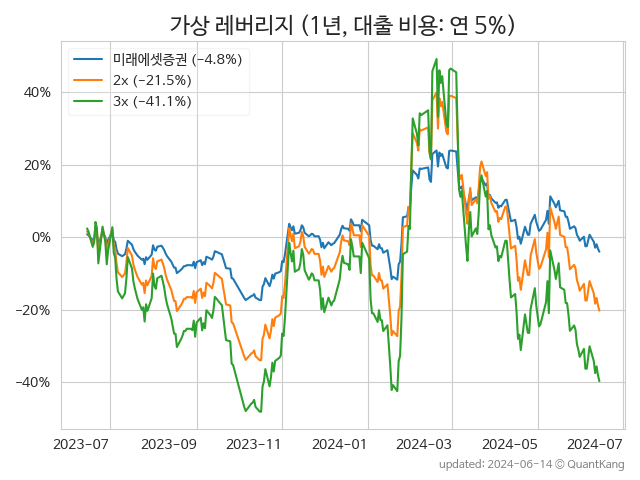 가상 레버리지 (1년, 대출 비용: 연 5%)
미래에셋증권 (−4.8%)
2x (−21.5%)
3x (−41.1%)
40%
20%
0%
−20%
−40%
2023-07 2023-09 2023-11 2024-01 2024-03 2024-05 2024-07
updated: 2024-06-14 © QuantKang